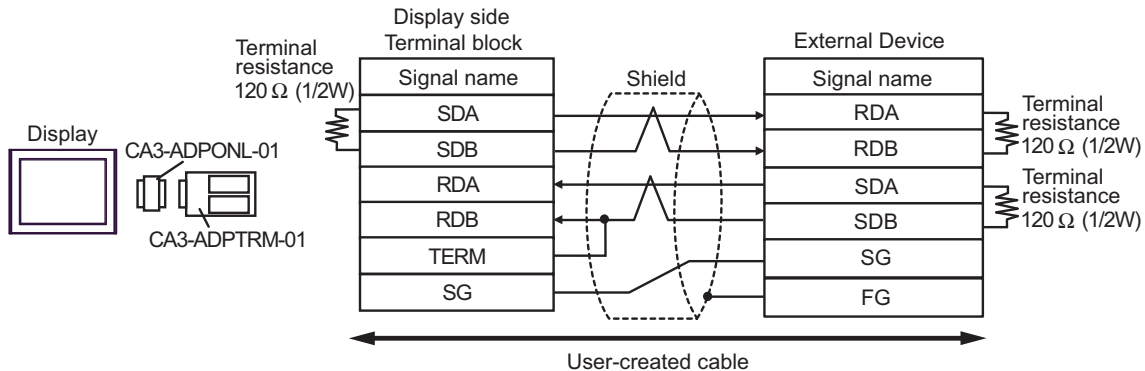 Display side
Terminal block
External Device
Terminal
resistance
120 Ω (1/2W)
Signal name
Shield
Signal name
SDA
RDA
Terminal
resistance
120 Ω (1/2W)
Display
CA3-ADPONL-01
SDB
RDB
RDA
SDA
Terminal
resistance
120 Ω (1/2W)
CA3-ADPTRM-01
RDB
SDB
TERM
SG
SG
FG
User-created cable